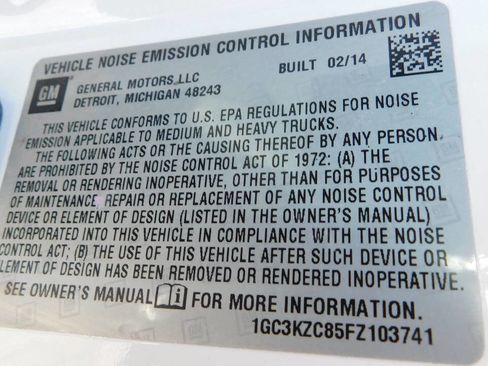 VEHICLE NOISE EMISSION CONTROL INFORMATION
GM
GENERAL MOTORS,LLC
DETROIT, MICHIGAN 48243
BUILT 02/14
THIS VEHICLE CONFORMS TO U.S. EPA REGULATIONS FOR NOISE
EMISSION APPLICABLE TO MEDIUM AND HEAVY TRUCKS.
THE FOLLOWING ACTS OR THE CAUSING THEREOF BY ANY PERSON
ARE PROHIBITED BY THE NOISE CONTROL ACT OF 1972: (A) THE
REMOVAL OR RENDERING INOPERATIVE, OTHER THAN FOR PURPOSES
OF MAINTENANCE, REPAIR OR REPLACEMENT OF ANY NOISE CONTROL
DEVICE OR ELEMENT OF DESIGN (LISTED IN THE OWNER'S MANUAL)
INCORPORATED INTO THIS VEHICLE IN COMPLIANCE WITH THE NOISE
CONTROL ACT; (B) THE USE OF THIS VEHICLE AFTER SUCH DEVICE OR
ELEMENT OF DESIGN HAS BEEN REMOVED OR RENDERED INOPERATIVE.
SEE OWNER'S MANUAL i FOR MORE INFORMATION.
1GC3KZC85FZ103741